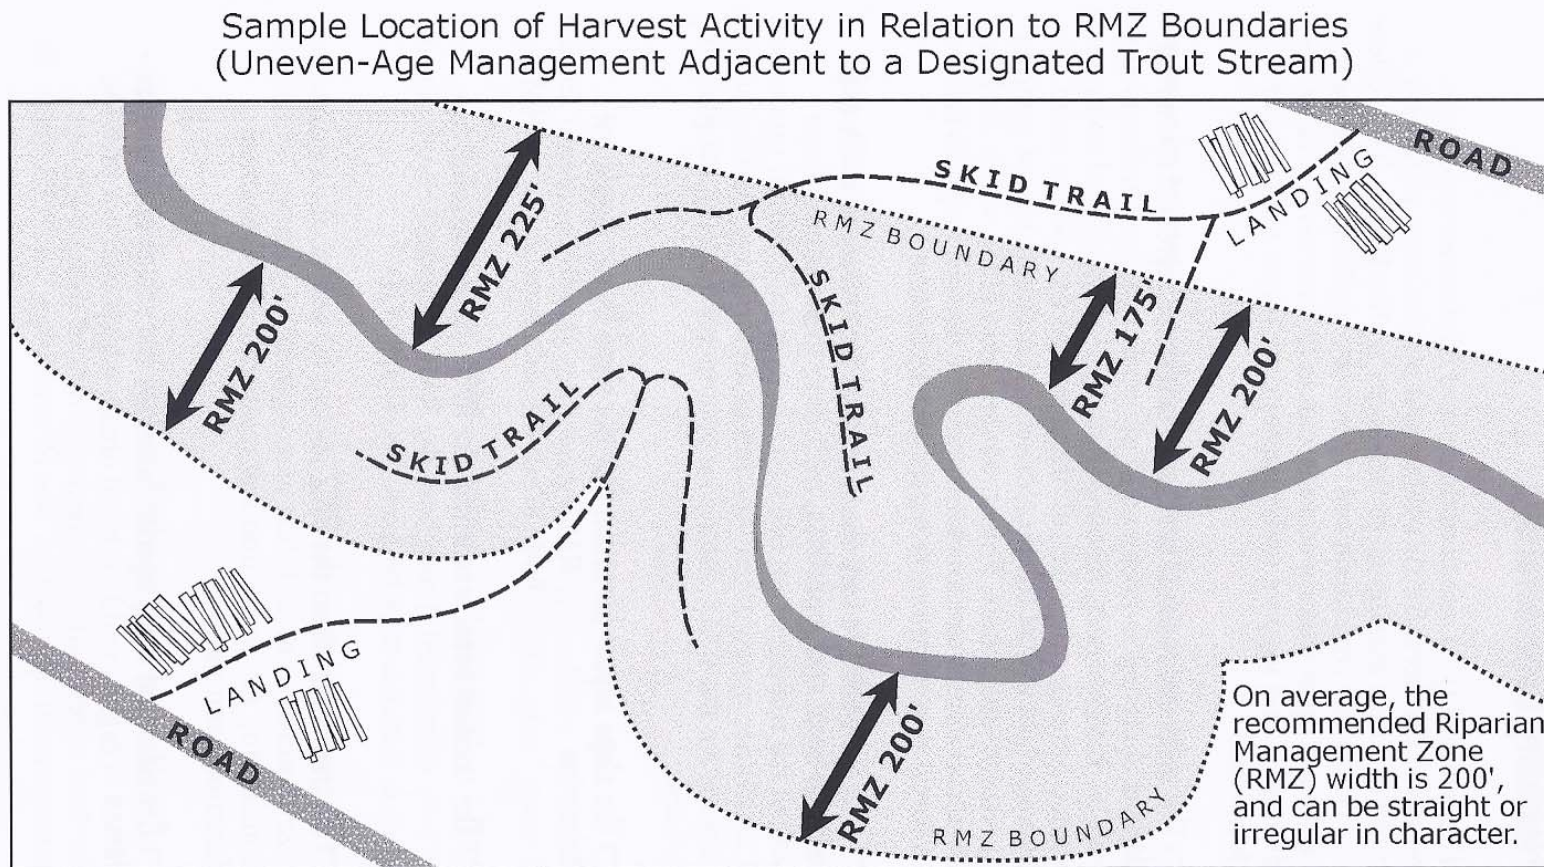 Sample Location of Harvest Activity in Relation to RMZ Boundaries
(Uneven-Age Management Adjacent to a Designated Trout Stream)
ROAD
SKID TRAIL
LANDING
RMZ 225'
RMZ BOUNDARY
RMZ 200'
SKID TRAIL
RMZ 175'
RMZ 200'
SKID TRAIL
LANDING
ROAD
RMZ 200'
RMZ BOUNDARY
On average, the
recommended Riparian
Management Zone
(RMZ) width is 200',
and can be straight or
irregular in character.